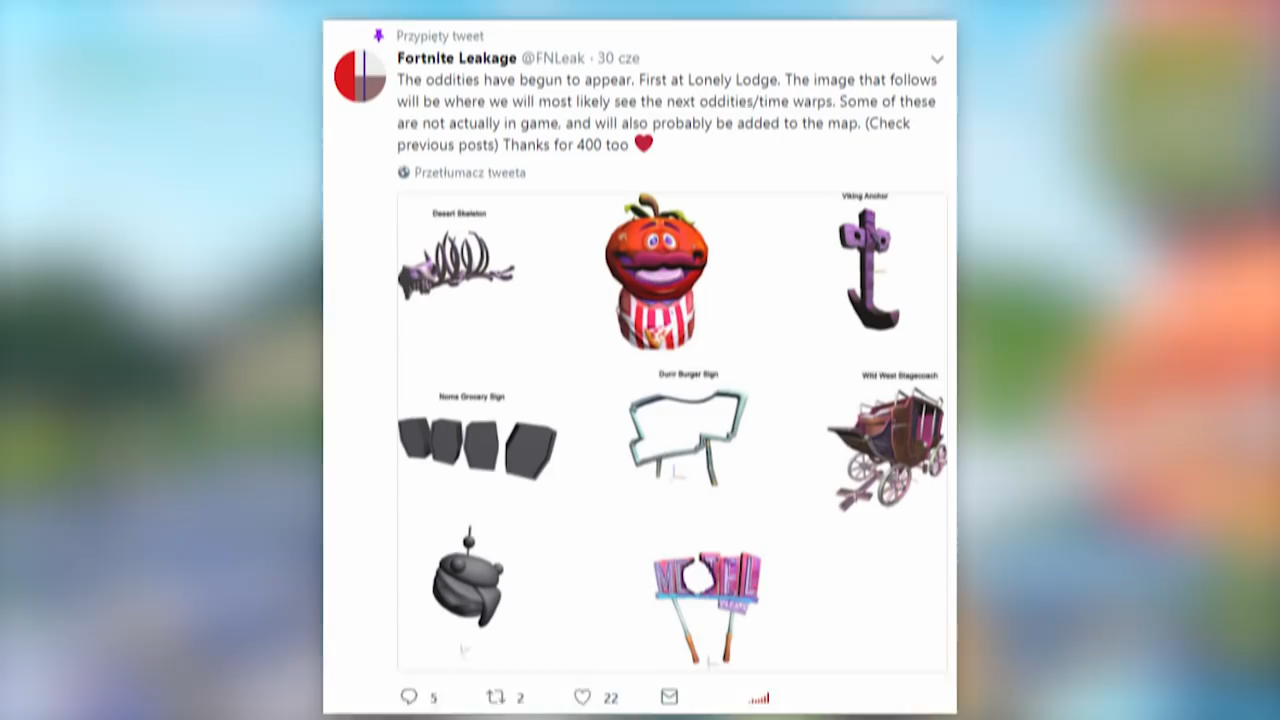 Przypięty tweet
Fortnite Leakage @FNLeak · 30 cze
The oddities have begun to appear. First at Lonely Lodge. The image that follows
will be where we will most likely see the next oddities/time warps. Some of these
are not actually in game, and will also probably be added to the map. (Check
previous posts) Thanks for 400 too
Przetłumacz tweeta
Viking Anchor
Desert Skeleton
Durrr Burger Sign
Wild West Stagecoach
Noms Grocery Sign
5 2 22